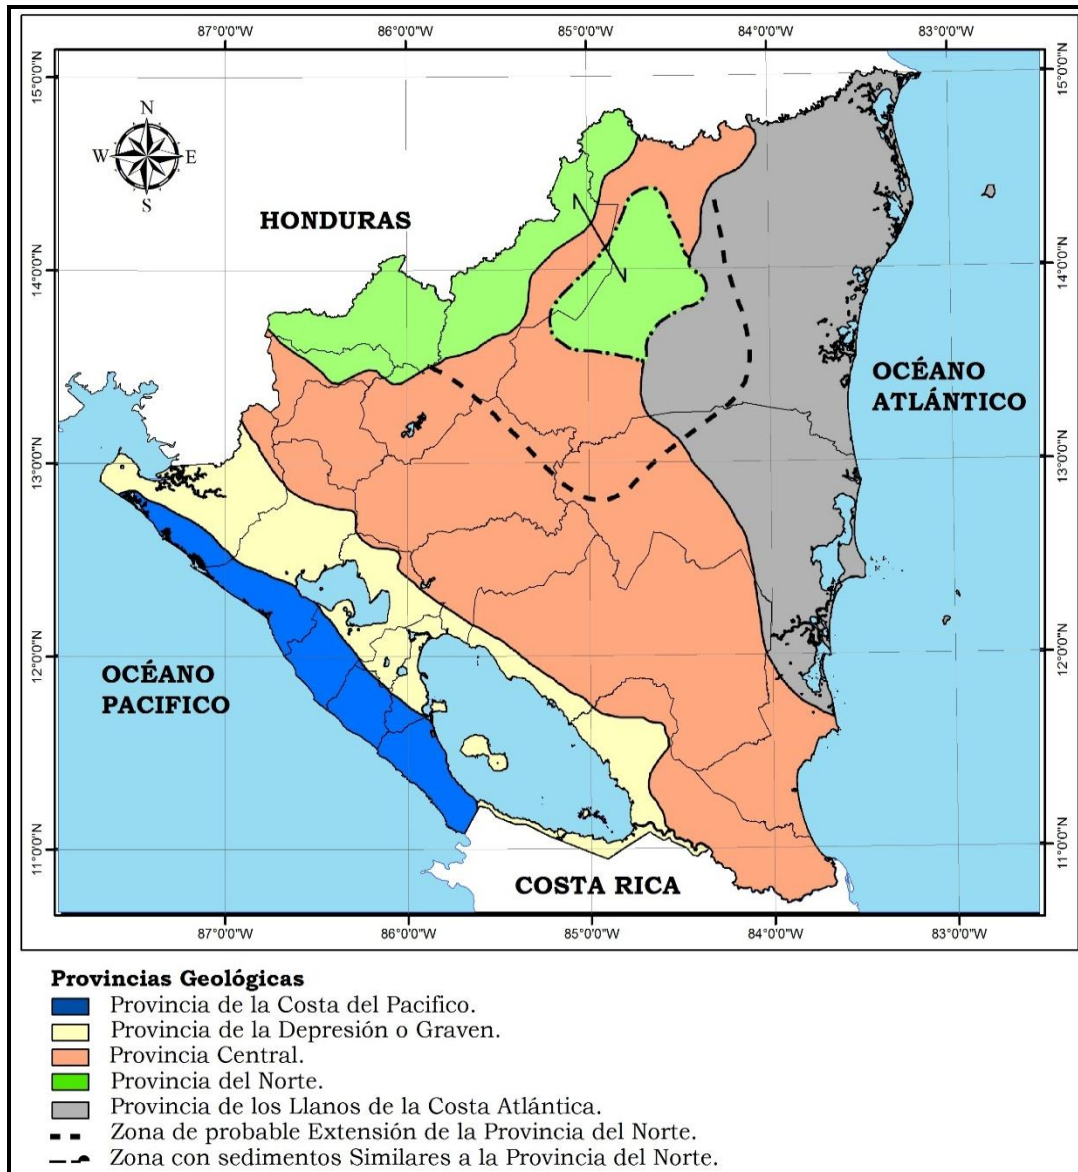 87°0'0"W 86°0'0"W 85°0'0"W 84°0'0"W 83°0'0"W
15°0'0"N 15°0'0"N
N
W E
S
HONDURAS
14°0'0"N 14°0'0"N
OCÉANO
ATLÁNTICO
13°0'0"N 13°0'0"N
12°0'0"N 12°0'0"N
OCÉANO
PACIFICO
11°0'0"N 11°0'0"N
COSTA RICA
87°0'0"W 86°0'0"W 85°0'0"W 84°0'0"W 83°0'0"W
Provincias Geológicas
Provincia de la Costa del Pacifico.
Provincia de la Depresión o Graven.
Provincia Central.
Provincia del Norte.
Provincia de los Llanos de la Costa Atlántica.
Zona de probable Extensión de la Provincia del Norte.
Zona con sedimentos Similares a la Provincia del Norte.